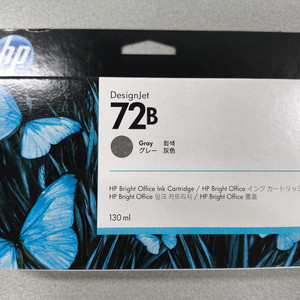 hp
DesignJet
72B
Gray 회색
グレー 灰色
HP Bright Office Ink Cartridge / HP Bright Office インク カートリッジ
HP Bright Office 잉크 카트리지 / HP Bright Office 墨盒
130 ml